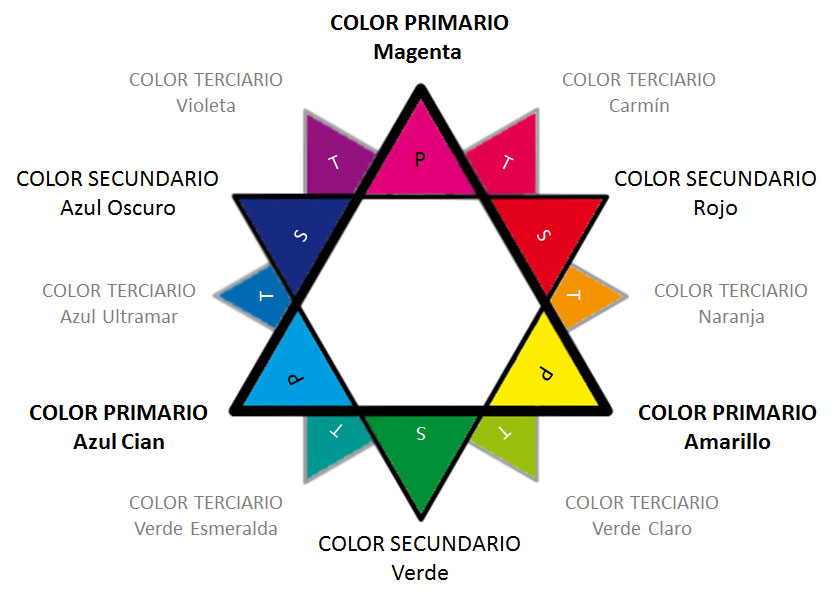 COLOR PRIMARIO
Magenta
COLOR TERCIARIO
Violeta
COLOR TERCIARIO
Carmín
T
P
T
COLOR SECUNDARIO
Azul Oscuro
COLOR SECUNDARIO
Rojo
S
S
COLOR TERCIARIO
Azul Ultramar
T
T
COLOR TERCIARIO
Naranja
P
P
COLOR PRIMARIO
Azul Cian
COLOR PRIMARIO
Amarillo
T
S
T
COLOR TERCIARIO
Verde Esmeralda
COLOR TERCIARIO
Verde Claro
COLOR SECUNDARIO
Verde